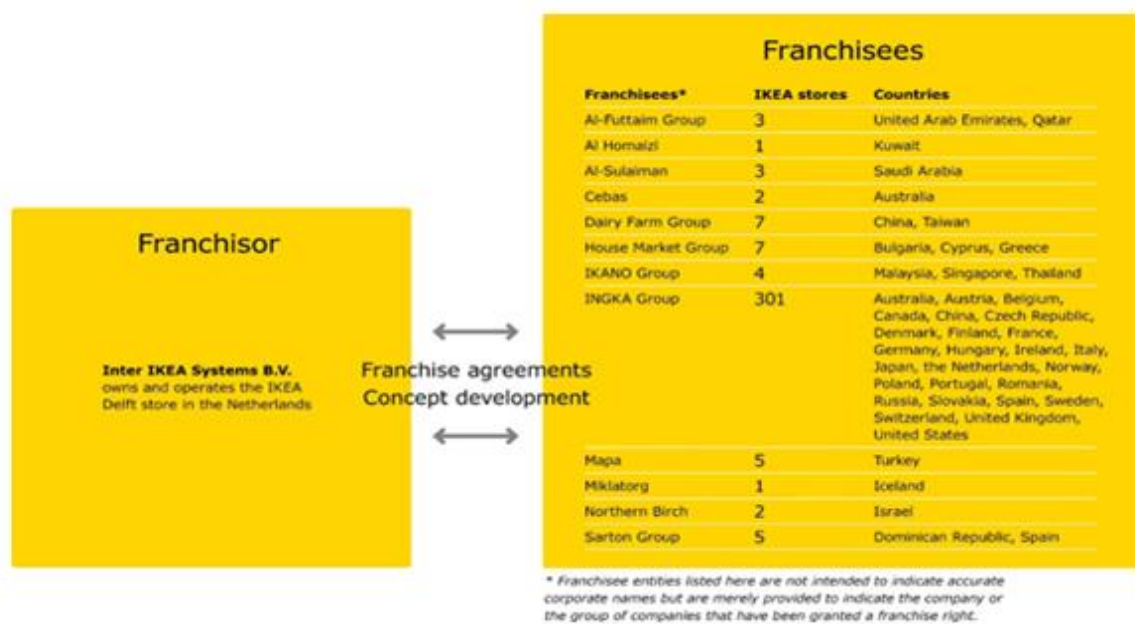 Franchisor
Inter IKEA Systems B.V.
owns and operates the IKEA
Delft store in the Netherlands
Franchise agreements
Concept development
Franchisees
Franchisees* IKEA stores Countries
Al-Futtaim Group 3 United Arab Emirates, Qatar
Al Homaizi 1 Kuwait
Al-Sulaiman 3 Saudi Arabia
Cebas 2 Australia
Dairy Farm Group 7 China, Taiwan
House Market Group 7 Bulgaria, Cyprus, Greece
IKANO Group 4 Malaysia, Singapore, Thailand
INGKA Group 301 Australia, Austria, Belgium,
Canada, China, Czech Republic,
Denmark, Finland, France,
Germany, Hungary, Ireland, Italy,
Japan, the Netherlands, Norway,
Poland, Portugal, Romania,
Russia, Slovakia, Spain, Sweden,
Switzerland, United Kingdom,
United States
Mapa 5 Turkey
Miklatorg 1 Iceland
Northern Birch 2 Israel
Sarton Group 5 Dominican Republic, Spain
* Franchisee entities listed here are not intended to indicate accurate
corporate names but are merely provided to indicate the company or
the group of companies that have been granted a franchise right.